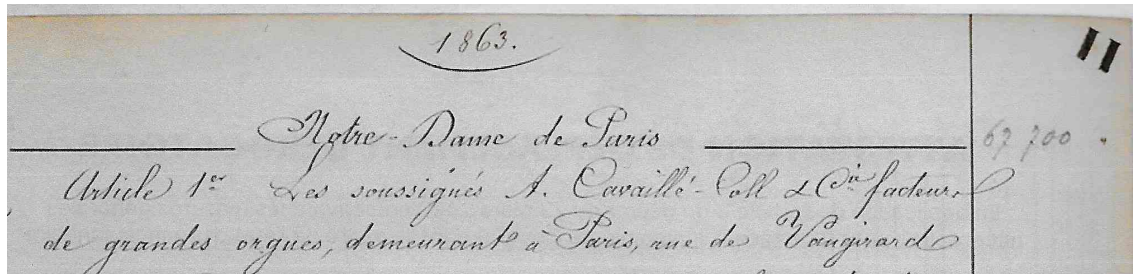 11
1863.
Notre-Dame de Paris
67 700.
Article 1er Les soussignés A. Cavaillé-Coll & Cie facteurs
de grandes orgues, demeurant à Paris, rue de Vaugirard